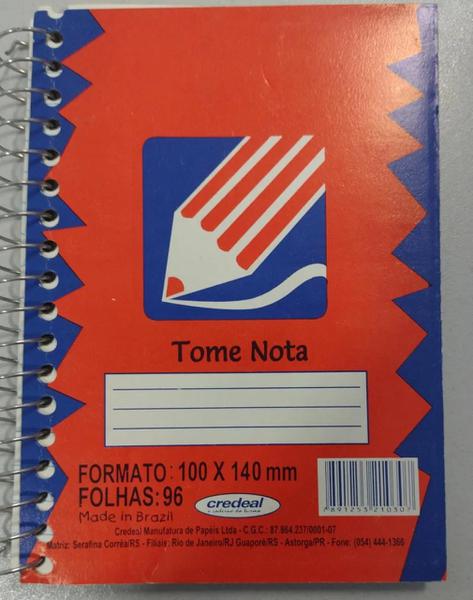 Tome Nota
FORMATO: 100 X 140 mm
FOLHAS: 96
credeal
Made in Brazil
Credeal Manufatura de Papéis Ltda - C.G.C.: 87.864.237/0001-07
Matriz: Serafina Corrêa/RS - Filiais: Rio de Janeiro/RJ Guaporé/RS - Astorga/PR - Fone: (054) 444-1366
7891253210307